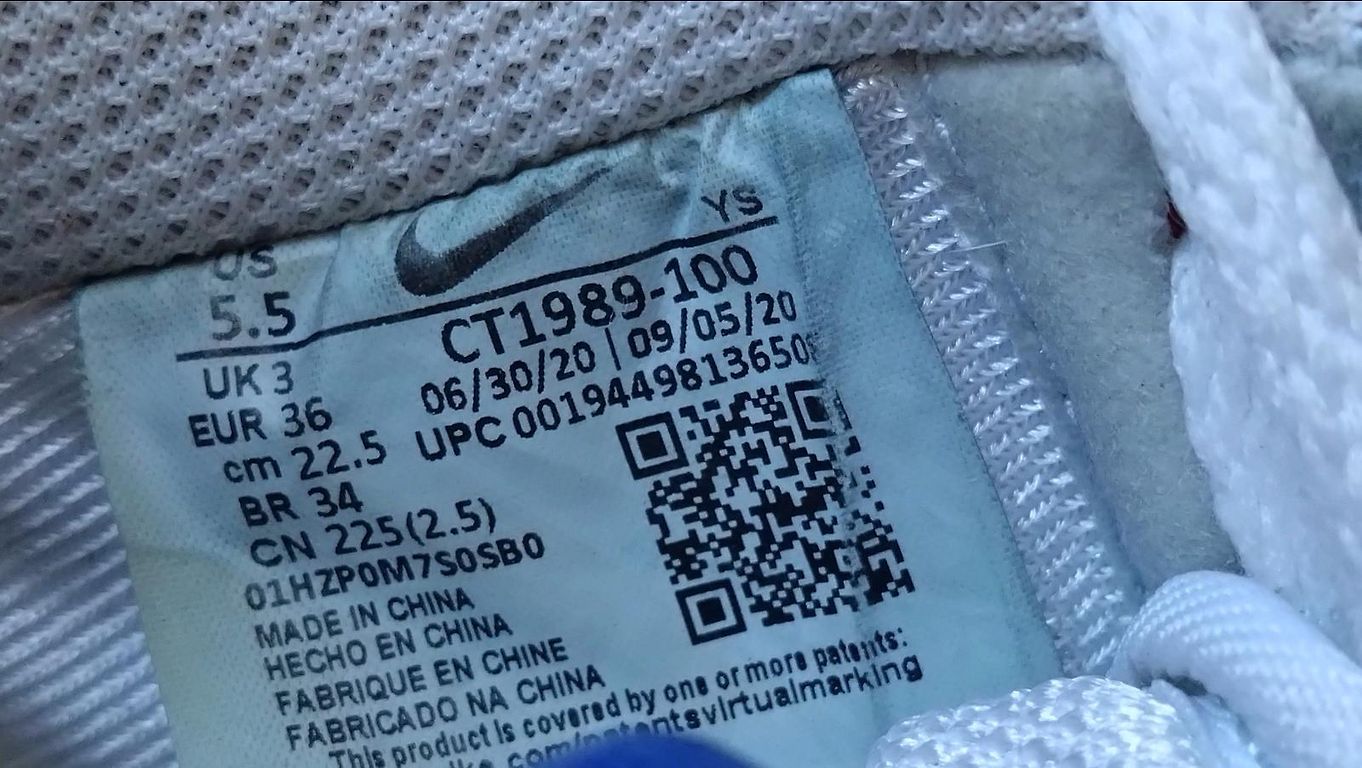 US YS
5.5
CT1989-100
UK 3
06/30/20 | 09/05/20
EUR 36
UPC 0019449813650
cm 22.5
BR 34
CN 225(2.5)
01HZP0M7S0SB0
MADE IN CHINA
HECHO EN CHINA
FABRIQUE EN CHINE
FABRICADO NA CHINA
This product is covered by one or more patents: